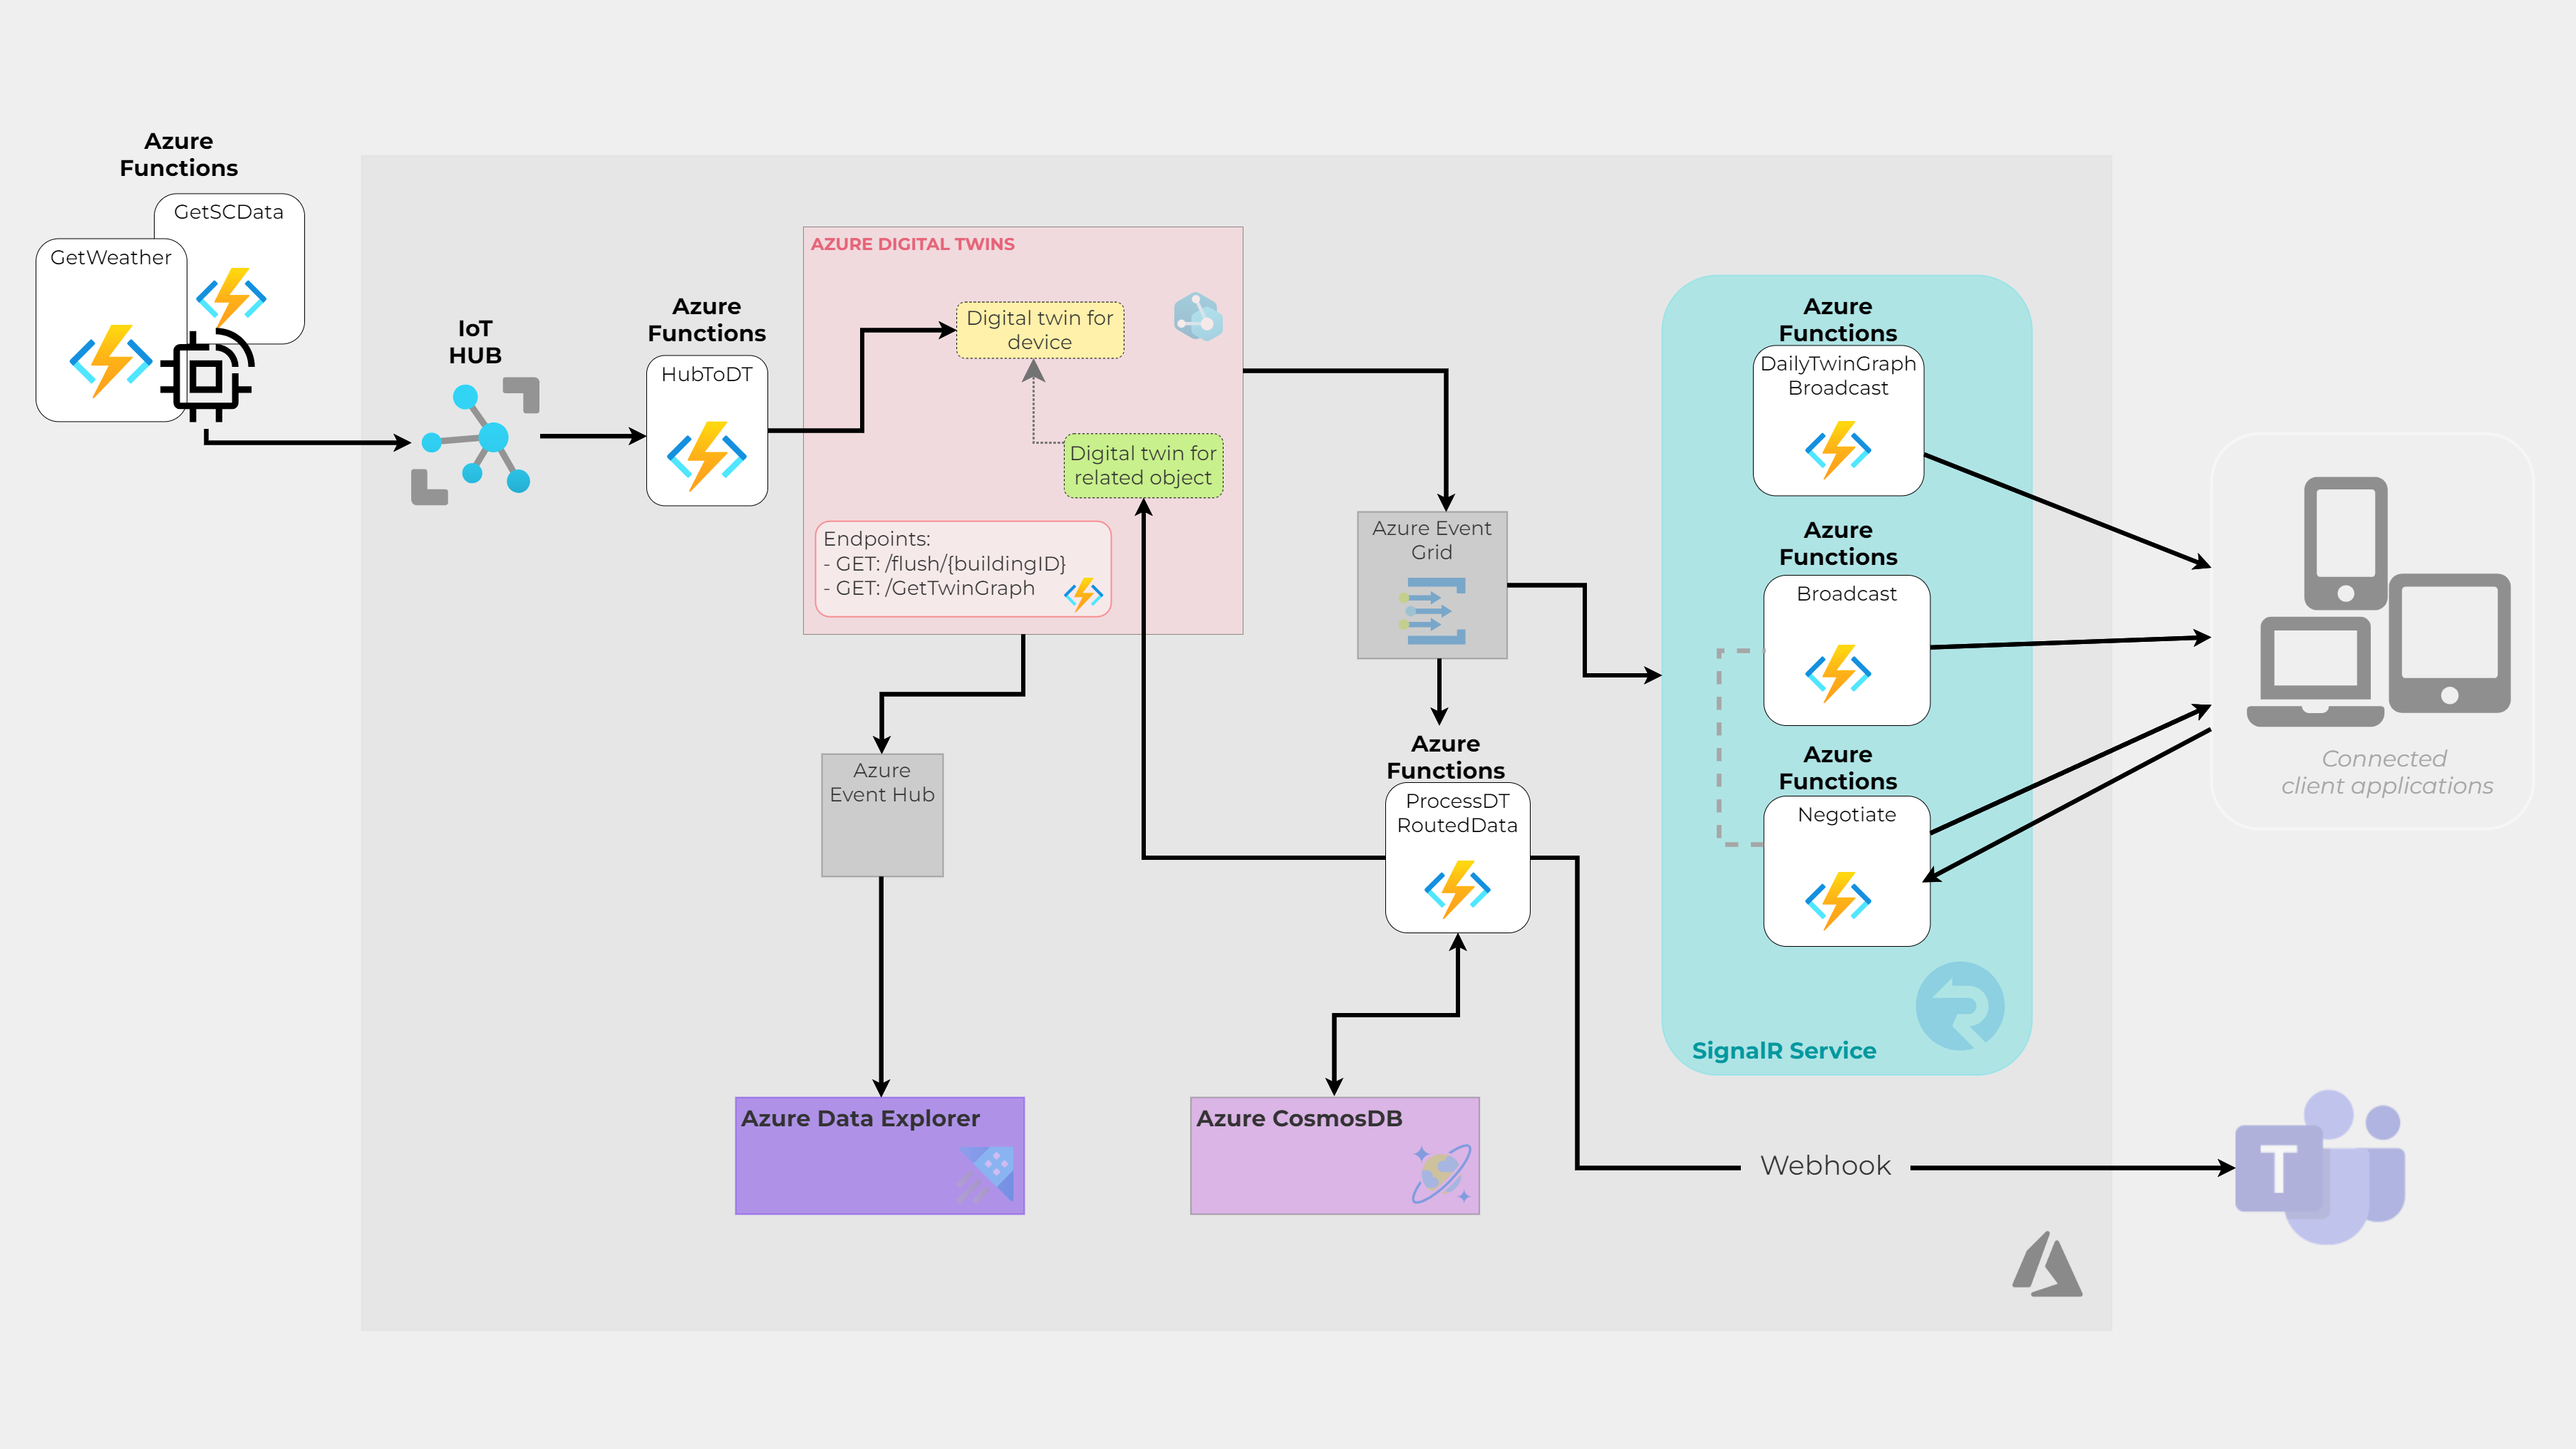 Azure
Functions
GetSCData
GetWeather
IoT
HUB
Azure
Functions
HubToDT
AZURE DIGITAL TWINS
Digital twin for
device
Digital twin for
related object
Endpoints:
- GET: /flush/{buildingID}
- GET: /GetTwinGraph
Azure Event
Grid
Azure
Event Hub
Azure
Functions
ProcessDT
RoutedData
Azure Data Explorer
Azure CosmosDB
Azure
Functions
DailyTwinGraph
Broadcast
Azure
Functions
Broadcast
Azure
Functions
Negotiate
SignalR Service
Connected
client applications
Webhook
T